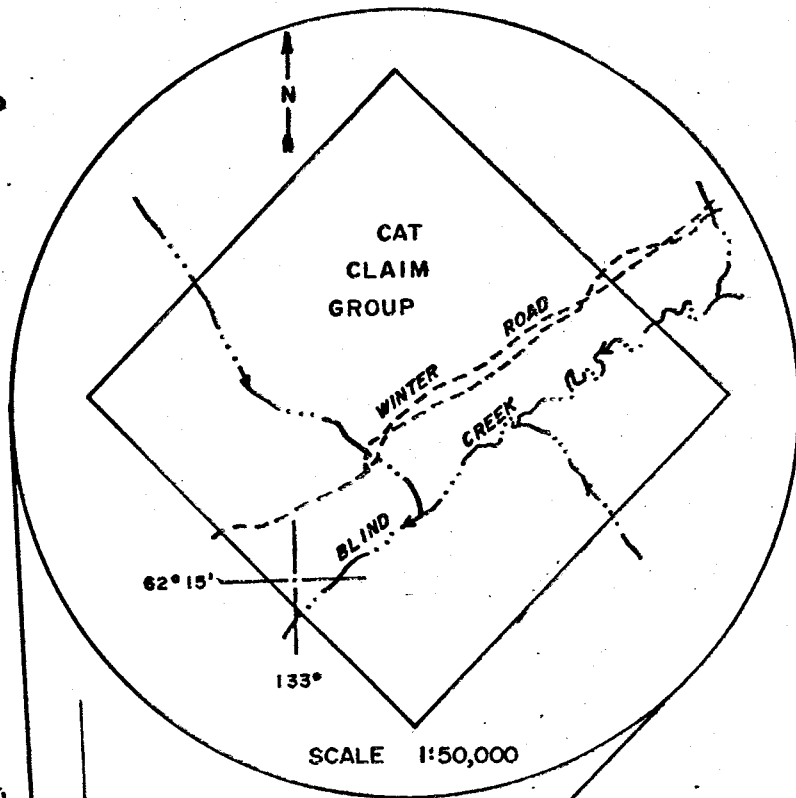 N
CAT
CLAIM
GROUP
WINTER ROAD
BLIND CREEK
62° 15'
133°
SCALE 1:50,000